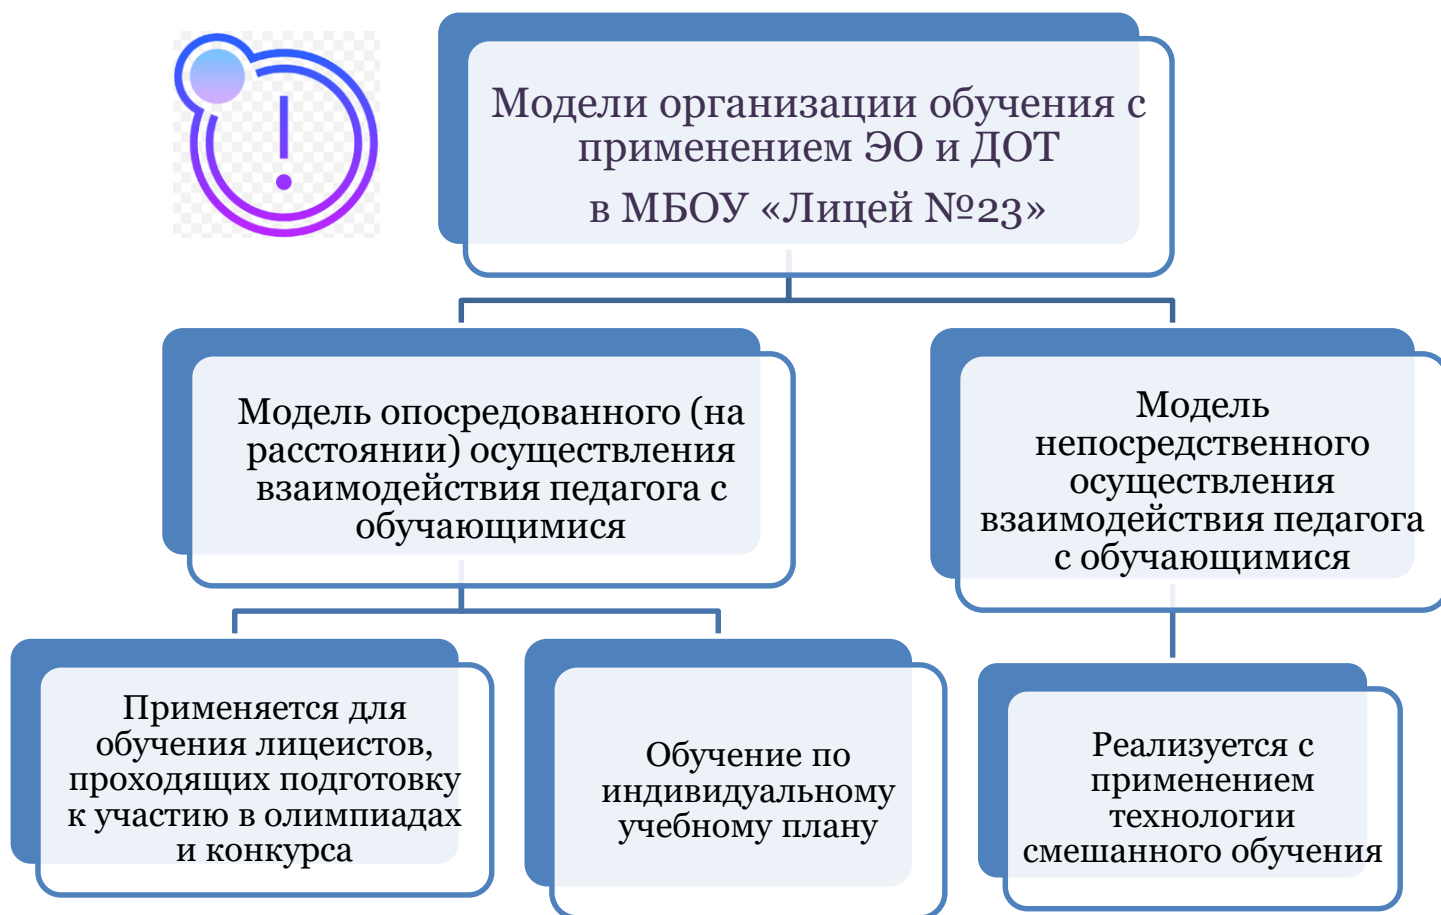 Модели организации обучения с
применением ЭО и ДОТ
в МБОУ «Лицей №23»
Модель опосредованного (на
расстоянии) осуществления
взаимодействия педагога с
обучающимися
Модель
непосредственного
осуществления
взаимодействия педагога
с обучающимися
Применяется для
обучения лицеистов,
проходящих подготовку
к участию в олимпиадах
и конкурса
Обучение по
индивидуальному
учебному плану
Реализуется с
применением
технологии
смешанного обучения